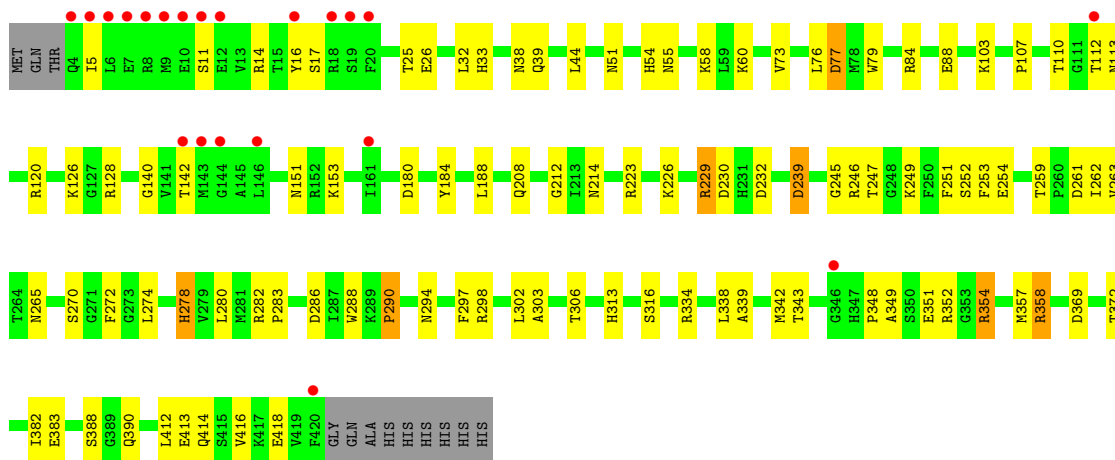 MET GLN THR Q4 I5 L6 E7 R8 M9 E10 S11 E12 V13 R14 T15 Y16 S17 R18 S19 F20 T25 E26 L32 H33 N38 Q39 L44 N51 H54 N55 K58 L59 K60 V73 L76 D77 M78 W79 R84 E88 K103 P107 T110 G111 T112 N113
R120 K126 G127 R128 G140 V141 T142 M143 G144 A145 L146 N151 R152 K153 I161 D180 Y184 L188 Q208 G212 I213 N214 R223 K226 R229 D230 H231 D232 D239 G245 R246 T247 G248 K249 F250 F251 S252 F253 E254 T259 P260 D261 I262 V263
T264 N265 S270 G271 F272 G273 L274 H278 V279 L280 M281 R282 P283 D286 I287 W288 K289 P290 N294 F297 R298 L302 A303 T306 H313 S316 R334 L338 A339 M342 T343 G346 H347 P348 A349 S350 E351 R352 G353 R354 M357 R358 D369 T372
I382 E383 S388 G389 Q390 L412 E413 Q414 S415 V416 K417 E418 V419 F420 GLY GLN ALA HIS HIS HIS HIS HIS HIS